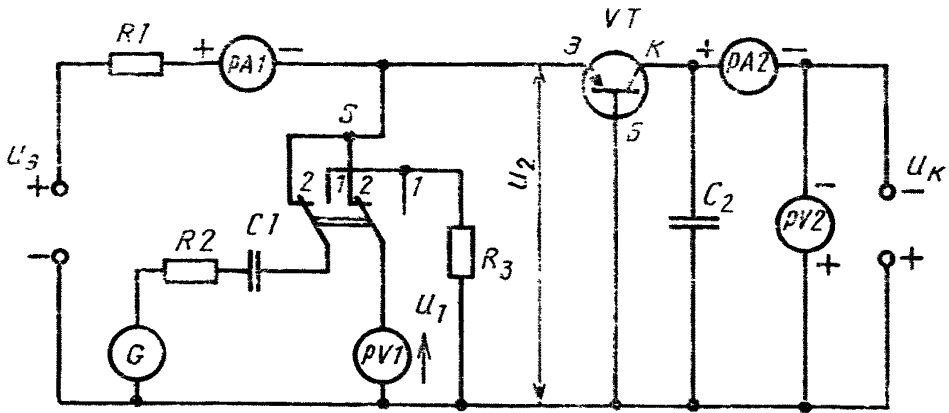 VT
R1
+
PA1
−
Э
К
+
PA2
−
Б
S
Uэ
+
−
2
1
2
1
U2
C2
−
PV2
+
Uк
−
+
R2
C1
R3
U1
G
PV1